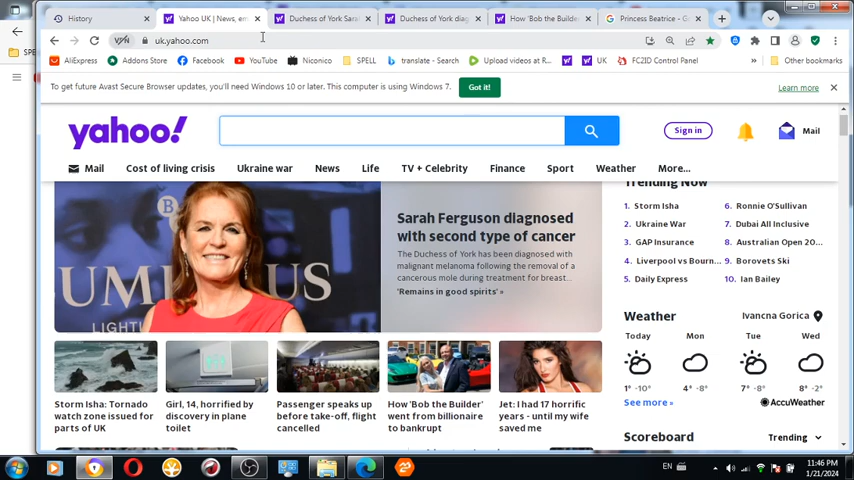 History
Yahoo UK | News, em
Duchess of York Sara
Duchess of York diag
How 'Bob the Builde
Princess Beatrice - G
VPN
uk.yahoo.com
AliExpress
Addons Store
Facebook
YouTube
Niconico
SPELL
translate - Search
Upload videos at R...
UK
FC2ID Control Panel
Other bookmarks
SPE
To get future Avast Secure Browser updates, you'll need Windows 10 or later. This computer is using Windows 7.
Got it!
Learn more
yahoo!
Sign in
Mail
Mail
Cost of living crisis
Ukraine war
News
Life
TV + Celebrity
Finance
Sport
Weather
More...
B
UM US
LIGHTL
Sarah Ferguson diagnosed
with second type of cancer
The Duchess of York has been diagnosed with
malignant melanoma following the removal of a
cancerous mole during treatment for breast...
'Remains in good spirits' »
Trending Now
1. Storm Isha
2. Ukraine War
3. GAP Insurance
4. Liverpool vs Bourn...
5. Daily Express
6. Ronnie O'Sullivan
7. Dubai All Inclusive
8. Australian Open 20...
9. Borovets Ski
10. Ian Bailey
Weather
Ivancna Gorica
Today
Mon
Tue
Wed
1° -10°
4° -8°
7° -8°
8° -2°
See more »
AccuWeather
Scoreboard
Trending
Storm Isha: Tornado
watch zone issued for
parts of UK
Girl, 14, horrified by
discovery in plane
toilet
Passenger speaks up
before take-off, flight
cancelled
How 'Bob the Builder'
went from billionaire
to bankrupt
Jet: I had 17 horrific
years - until my wife
saved me
EN
11:46 PM
1/21/2024